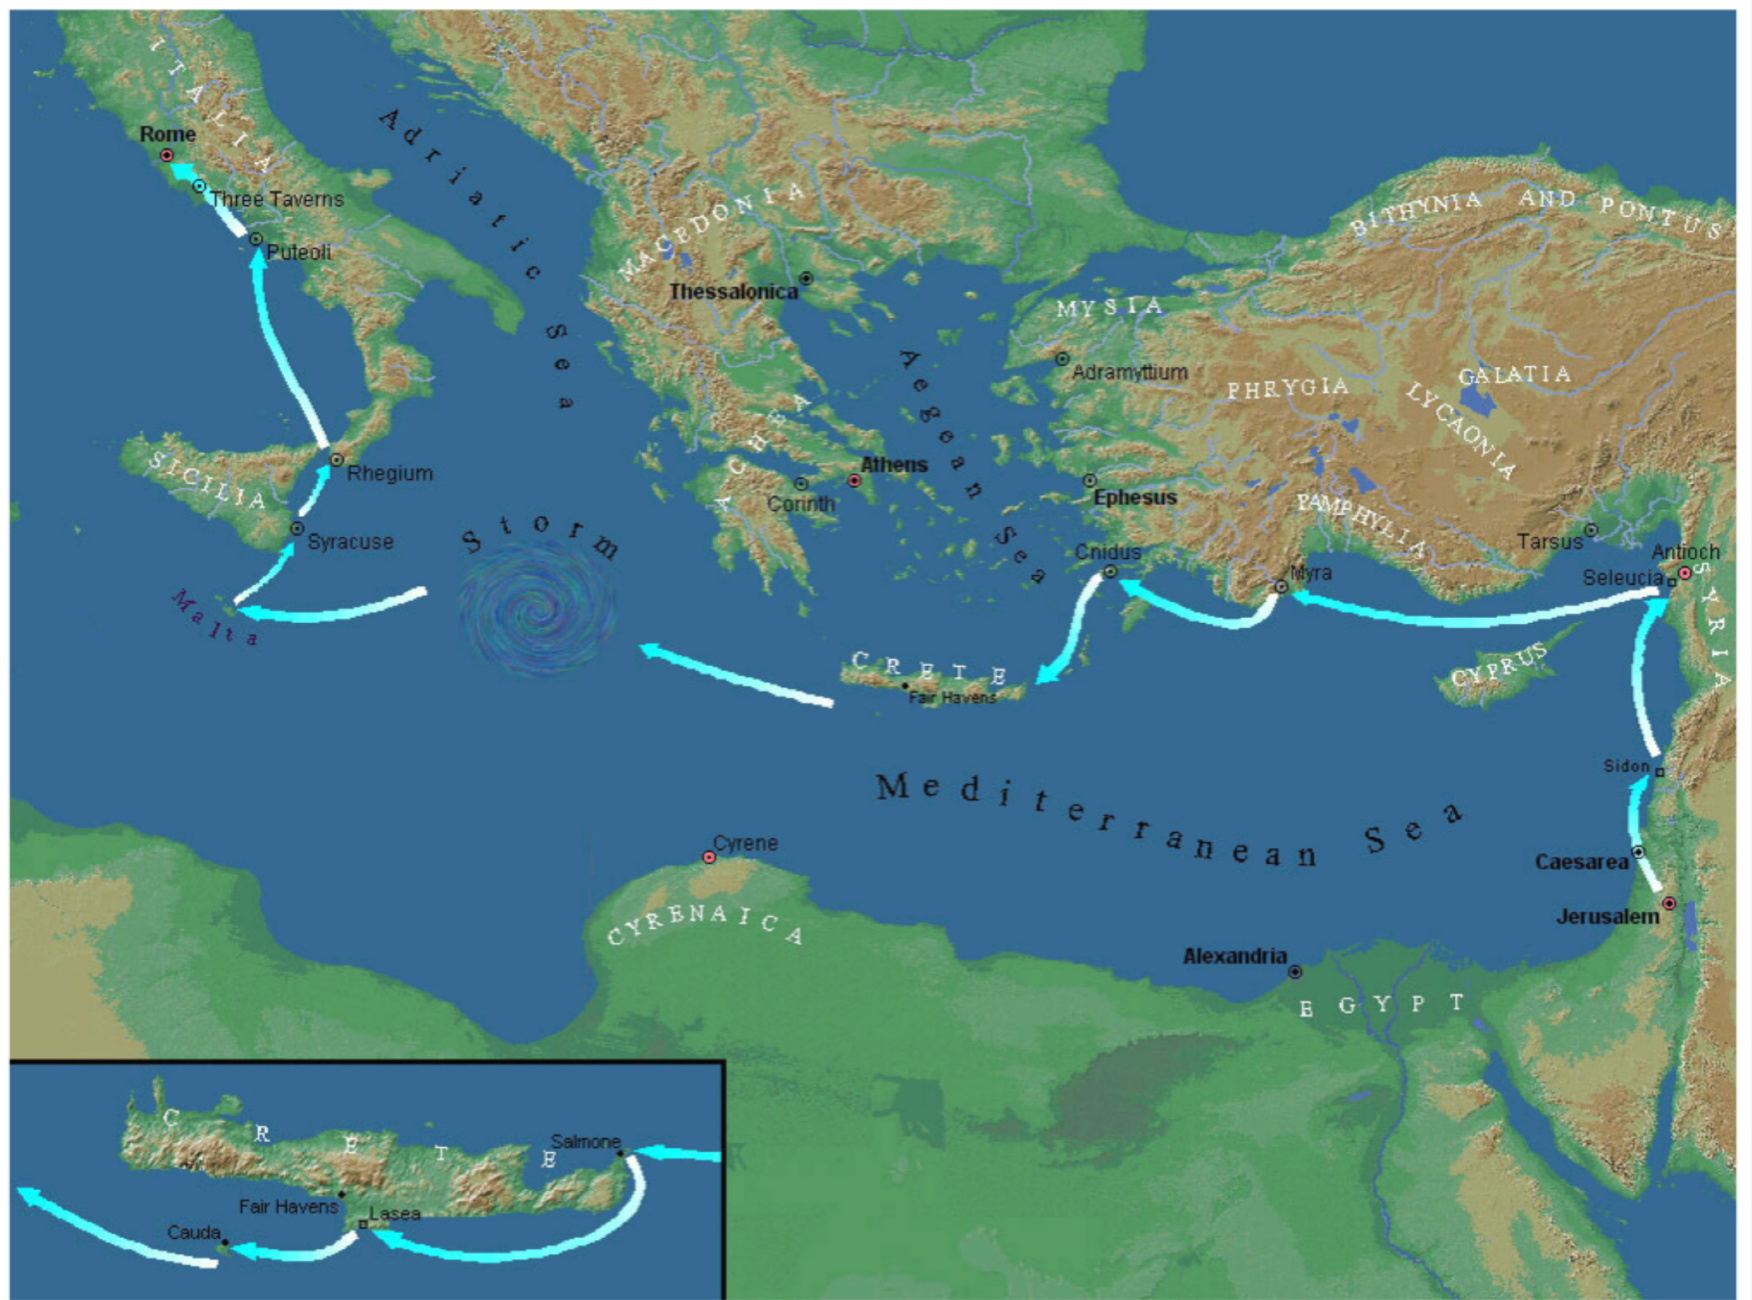 ITALIA
Adriatic Sea
Rome
Three Taverns
Puteoli
MACEDONIA
Thessalonica
BITHYNIA AND PONTUS
MYSIA
Adramyttium
Aegean Sea
PHRYGIA
GALATIA
LYCAONIA
ACHEA
Athens
Corinth
Ephesus
PAMPHYLIA
SICILIA
Rhegium
Syracuse
Storm
Malta
Cnidus
Myra
Tarsus
Antioch
Seleucia
SYRIA
CYPRUS
CRETE
Fair Havens
Sidon
Mediterranean Sea
Cyrene
CYRENAICA
Caesarea
Jerusalem
Alexandria
EGYPT
CRETE
Salmone
Fair Havens
Lasea
Cauda